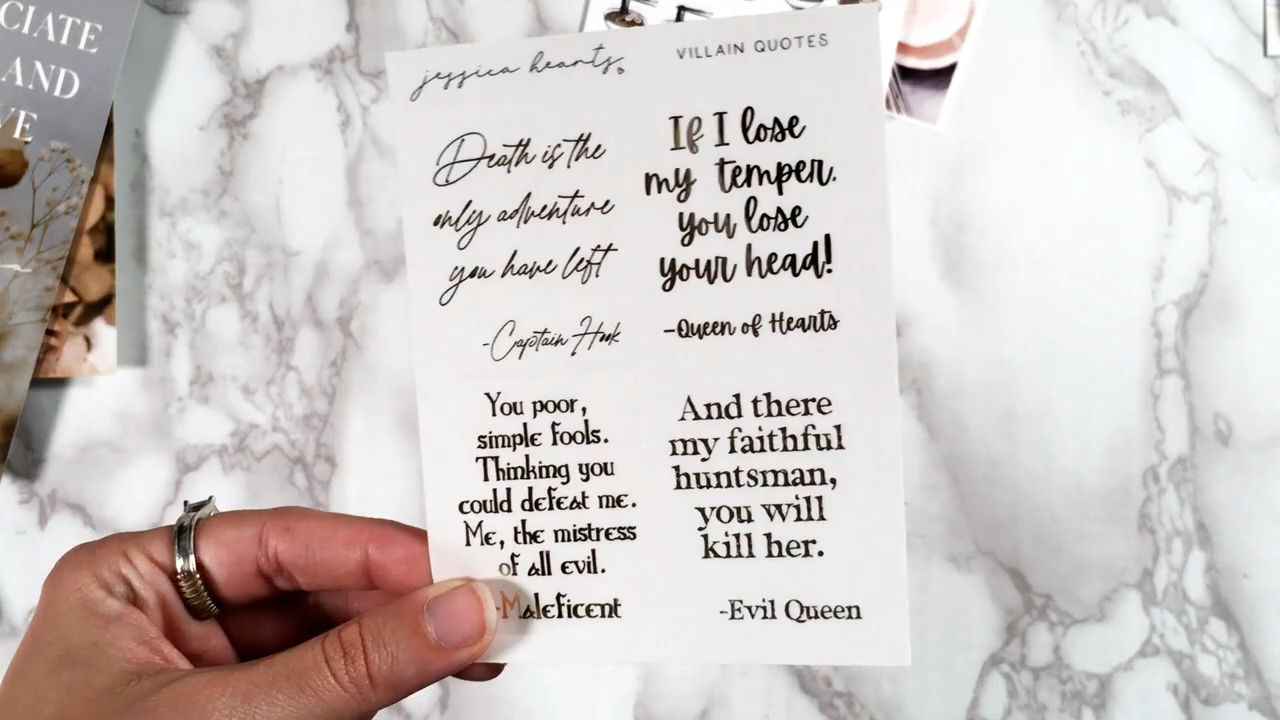 CIATE
AND
VE
jessica hearts
VILLAIN QUOTES
Death is the
only adventure
you have left
-Captain Hook
If I lose
my temper.
you lose
your head!
-Queen of Hearts
You poor,
simple fools.
Thinking you
could defeat me.
Me, the mistress
of all evil.
-Maleficent
And there
my faithful
huntsman,
you will
kill her.
-Evil Queen